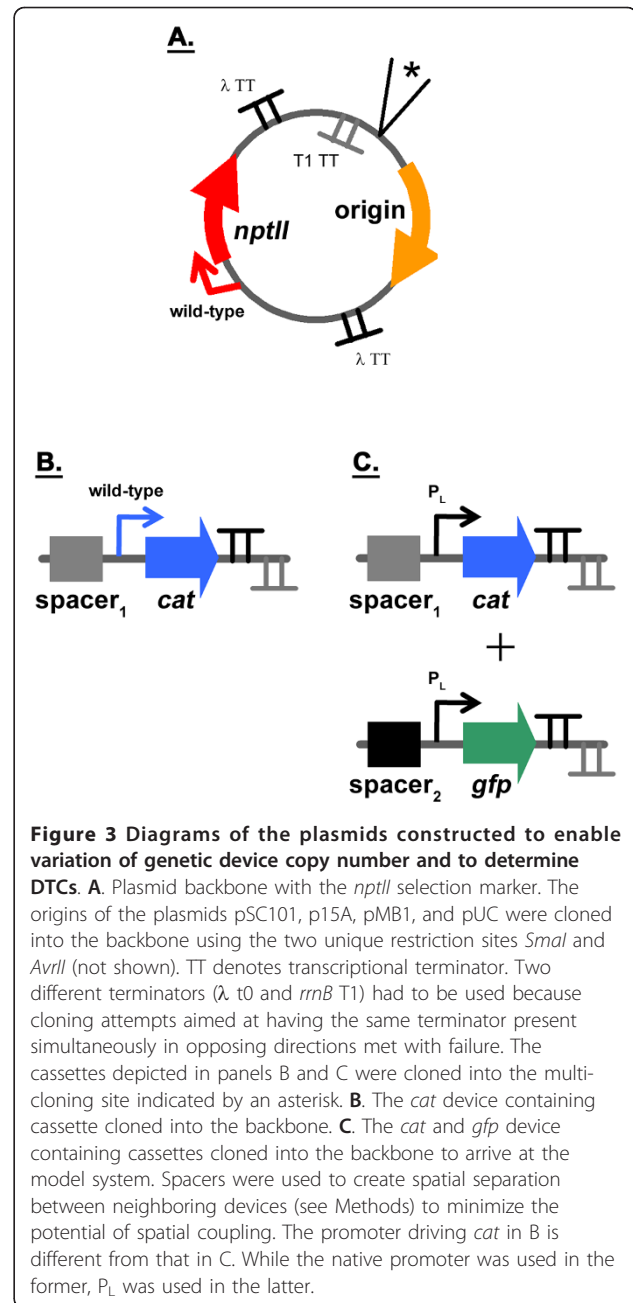 A.
λ TT
*
T1 TT
nptII
origin
wild-type
λ TT
B.
C.
wild-type
PL
spacer1
cat
spacer1
cat
+
PL
spacer2
gfp
Figure 3 Diagrams of the plasmids constructed to enable
variation of genetic device copy number and to determine
DTCs. A. Plasmid backbone with the nptII selection marker. The
origins of the plasmids pSC101, p15A, pMB1, and pUC were cloned
into the backbone using the two unique restriction sites SmaI and
AvrII (not shown). TT denotes transcriptional terminator. Two
different terminators (λ t0 and rrnB T1) had to be used because
cloning attempts aimed at having the same terminator present
simultaneously in opposing directions met with failure. The
cassettes depicted in panels B and C were cloned into the multi-
cloning site indicated by an asterisk. B. The cat device containing
cassette cloned into the backbone. C. The cat and gfp device
containing cassettes cloned into the backbone to arrive at the
model system. Spacers were used to create spatial separation
between neighboring devices (see Methods) to minimize the
potential of spatial coupling. The promoter driving cat in B is
different from that in C. While the native promoter was used in the
former, PL was used in the latter.